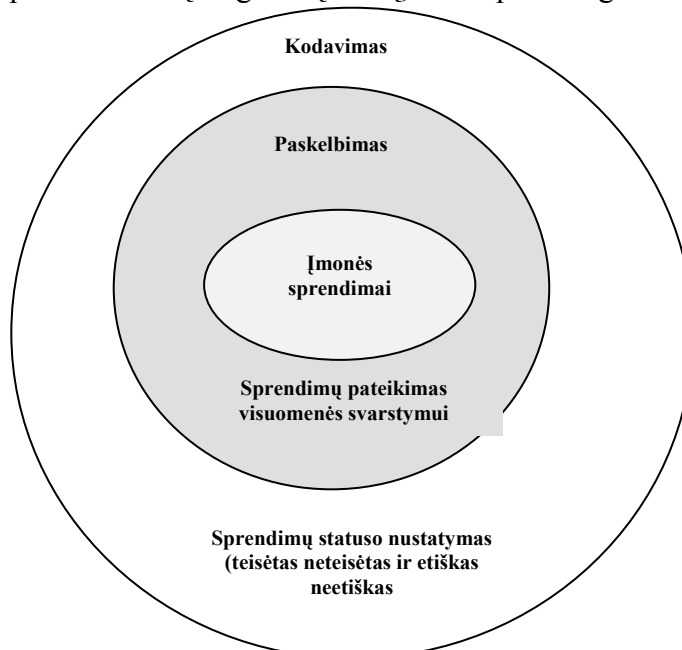 Kodavimas
Paskelbimas
Įmonės
sprendimai
Sprendimų pateikimas
visuomenės svarstymui
Sprendimų statuso nustatymas
(teisėtas neteisėtas ir etiškas
neetiškas